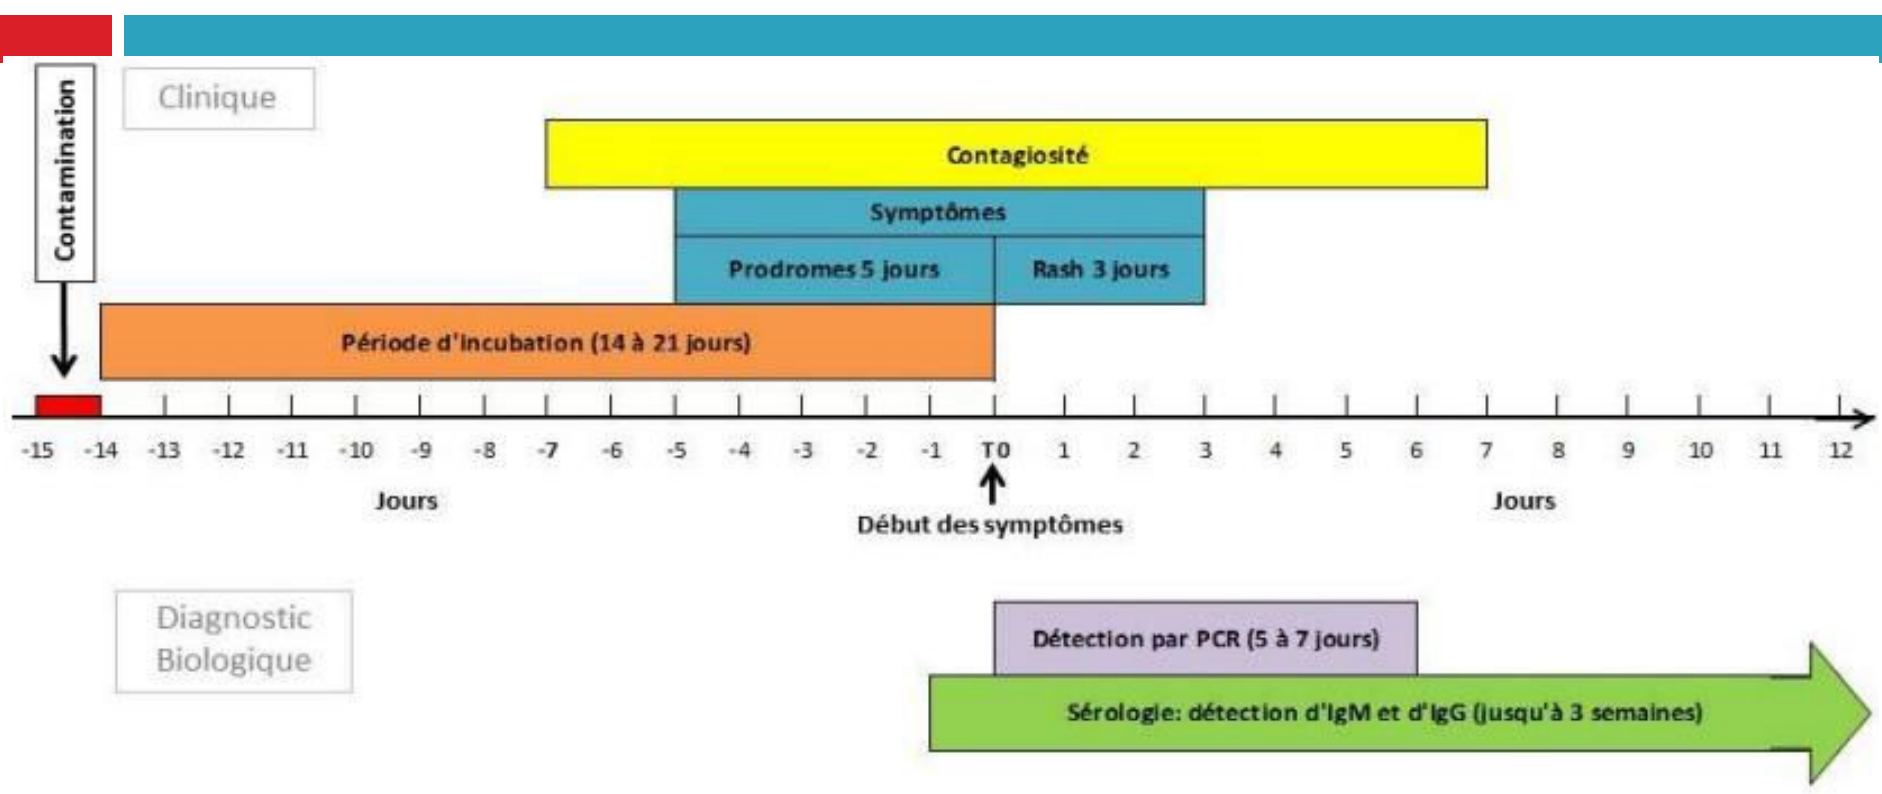 Contamination
Clinique
Contagiosité
Symptômes
Prodromes 5 jours
Rash 3 jours
Période d'incubation (14 à 21 jours)
-15 -14 -13 -12 -11 -10 -9 -8 -7 -6 -5 -4 -3 -2 -1 T0 1 2 3 4 5 6 7 8 9 10 11 12
Jours
Jours
Début des symptômes
Diagnostic
Biologique
Détection par PCR (5 à 7 jours)
Sérologie: détection d'IgM et d'IgG (jusqu'à 3 semaines)